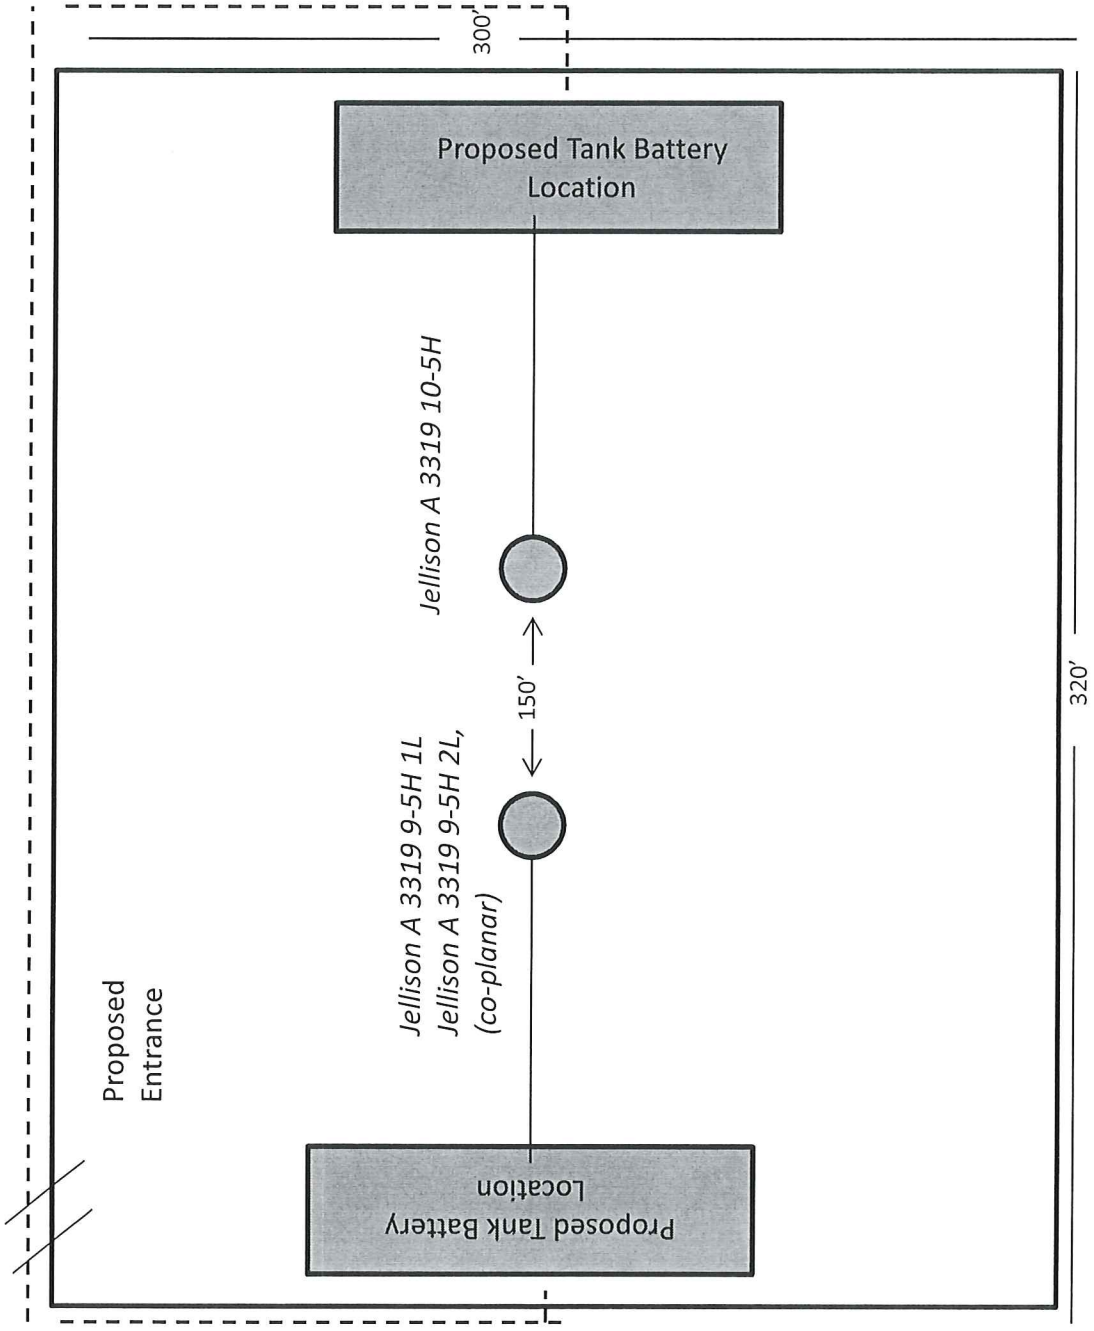 300’
Proposed Tank Battery
Location
Jellison A 3319 10-5H
150’
Jellison A 3319 9-5H 1L
Jellison A 3319 9-5H 2L,
(co-planar)
320’
Proposed
Entrance
Proposed Tank Battery
Location